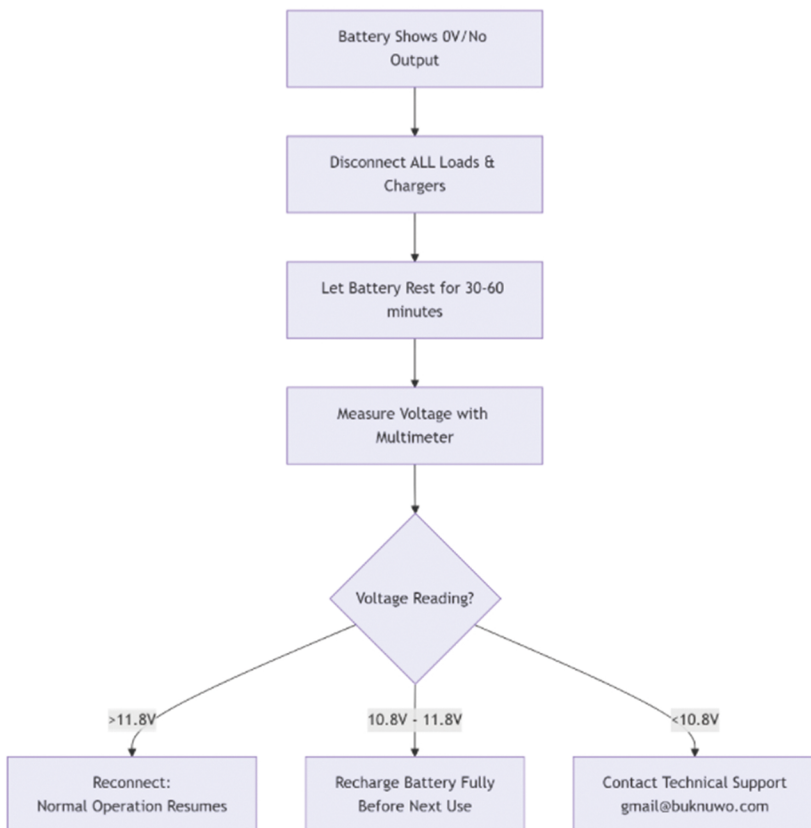 Battery Shows 0V/No
Output
Disconnect ALL Loads &
Chargers
Let Battery Rest for 30-60
minutes
Measure Voltage with
Multimeter
Voltage Reading?
>11.8V
10.8V - 11.8V
<10.8V
Reconnect:
Normal Operation Resumes
Recharge Battery Fully
Before Next Use
Contact Technical Support
gmail@buknuwo.com